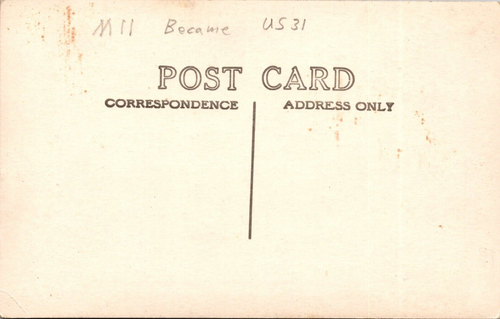 M11 Became US31
POST CARD
CORRESPONDENCE ADDRESS ONLY